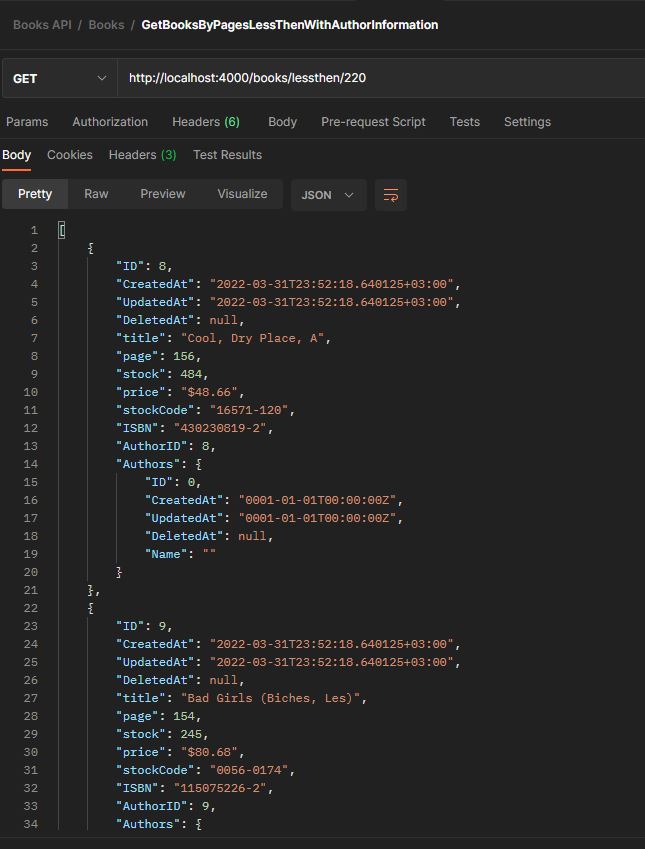 Books API / Books / GetBooksByPagesLessThenWithAuthorInformation
GET http://localhost:4000/books/lessthen/220
Params Authorization Headers (6) Body Pre-request Script Tests Settings
Body Cookies Headers (3) Test Results
Pretty Raw Preview Visualize JSON
1 [
2 {
3 "ID": 8,
4 "CreatedAt": "2022-03-31T23:52:18.640125+03:00",
5 "UpdatedAt": "2022-03-31T23:52:18.640125+03:00",
6 "DeletedAt": null,
7 "title": "Cool, Dry Place, A",
8 "page": 156,
9 "stock": 484,
10 "price": "$48.66",
11 "stockCode": "16571-120",
12 "ISBN": "430230819-2",
13 "AuthorID": 8,
14 "Authors": {
15 "ID": 0,
16 "CreatedAt": "0001-01-01T00:00:00Z",
17 "UpdatedAt": "0001-01-01T00:00:00Z",
18 "DeletedAt": null,
19 "Name": ""
20 }
21 },
22 {
23 "ID": 9,
24 "CreatedAt": "2022-03-31T23:52:18.640125+03:00",
25 "UpdatedAt": "2022-03-31T23:52:18.640125+03:00",
26 "DeletedAt": null,
27 "title": "Bad Girls (Biches, Les)",
28 "page": 154,
29 "stock": 245,
30 "price": "$80.68",
31 "stockCode": "0056-0174",
32 "ISBN": "115075226-2",
33 "AuthorID": 9,
34 "Authors": {